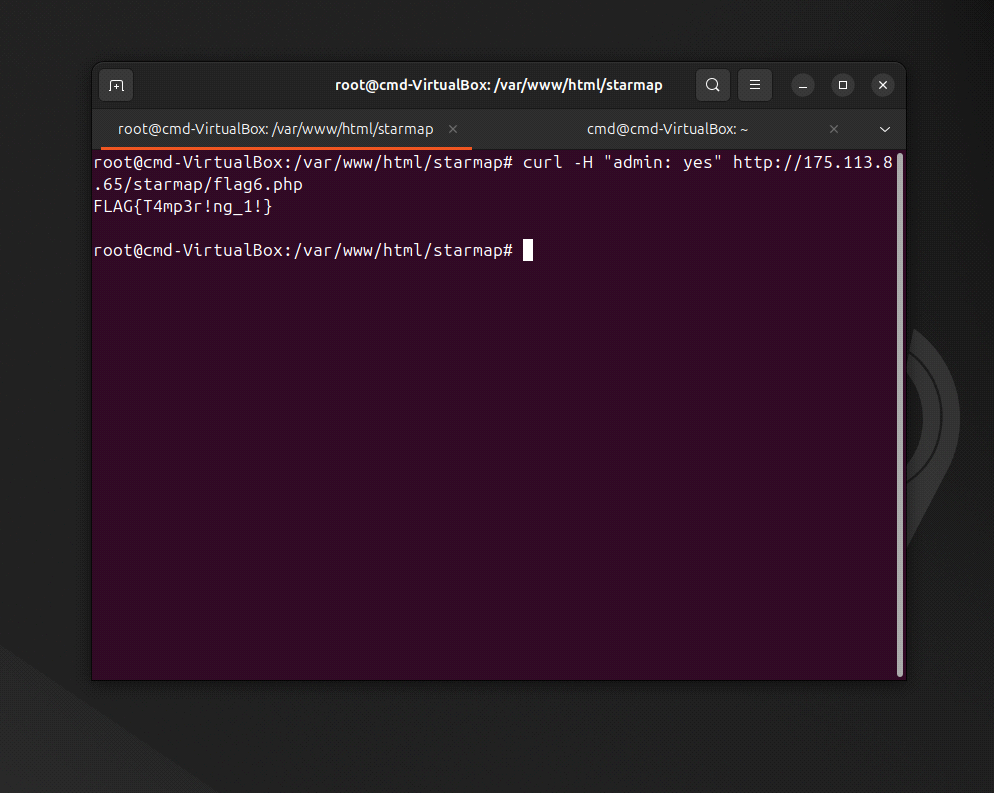 root@cmd-VirtualBox: /var/www/html/starmap
root@cmd-VirtualBox: /var/www/html/starmap
cmd@cmd-VirtualBox: ~
root@cmd-VirtualBox:/var/www/html/starmap# curl -H "admin: yes" http://175.113.8
.65/starmap/flag6.php
FLAG{T4mp3r!ng_1!}
root@cmd-VirtualBox:/var/www/html/starmap#